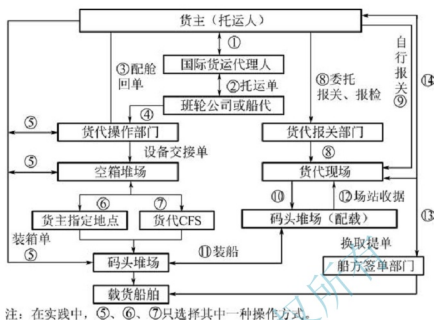 货主（托运人）
①
国际货运代理人
②托运单
班轮公司或船代
③配舱
回单
④
⑧委托
报关、报检
自行报关⑨
⑭
⑤
货代操作部门
货代报关部门
设备交接单
⑧
⑤
空箱堆场
货代现场
⑥
⑦
⑩
⑫场站收据
货主指定地点
货代CFS
码头堆场（配载）
⑬
装箱单
⑪装船
换取提单
⑤
码头堆场
船方签单部门
载货船舶
注：在实践中，⑤、⑥、⑦只选择其中一种操作方式。
权所有